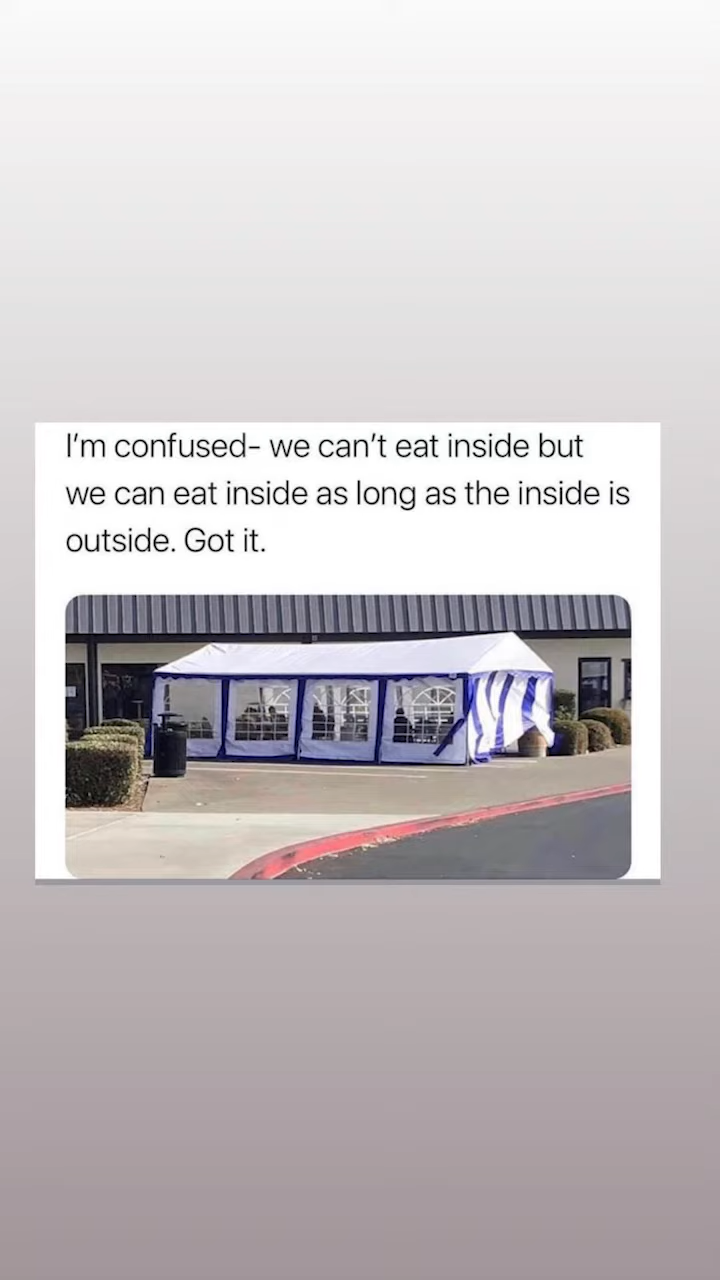 I'm confused- we can't eat inside but
we can eat inside as long as the inside is
outside. Got it.